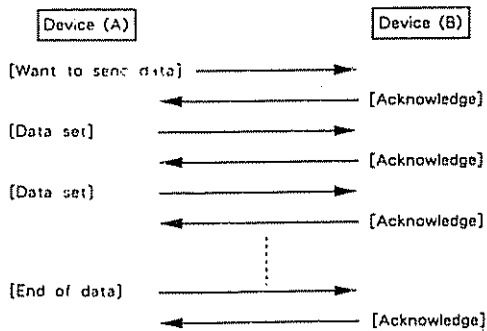 Device (A) Device (B)
[Want to send data]
[Acknowledge]
[Data set]
[Acknowledge]
[Data set]
[Acknowledge]
[End of data]
[Acknowledge]